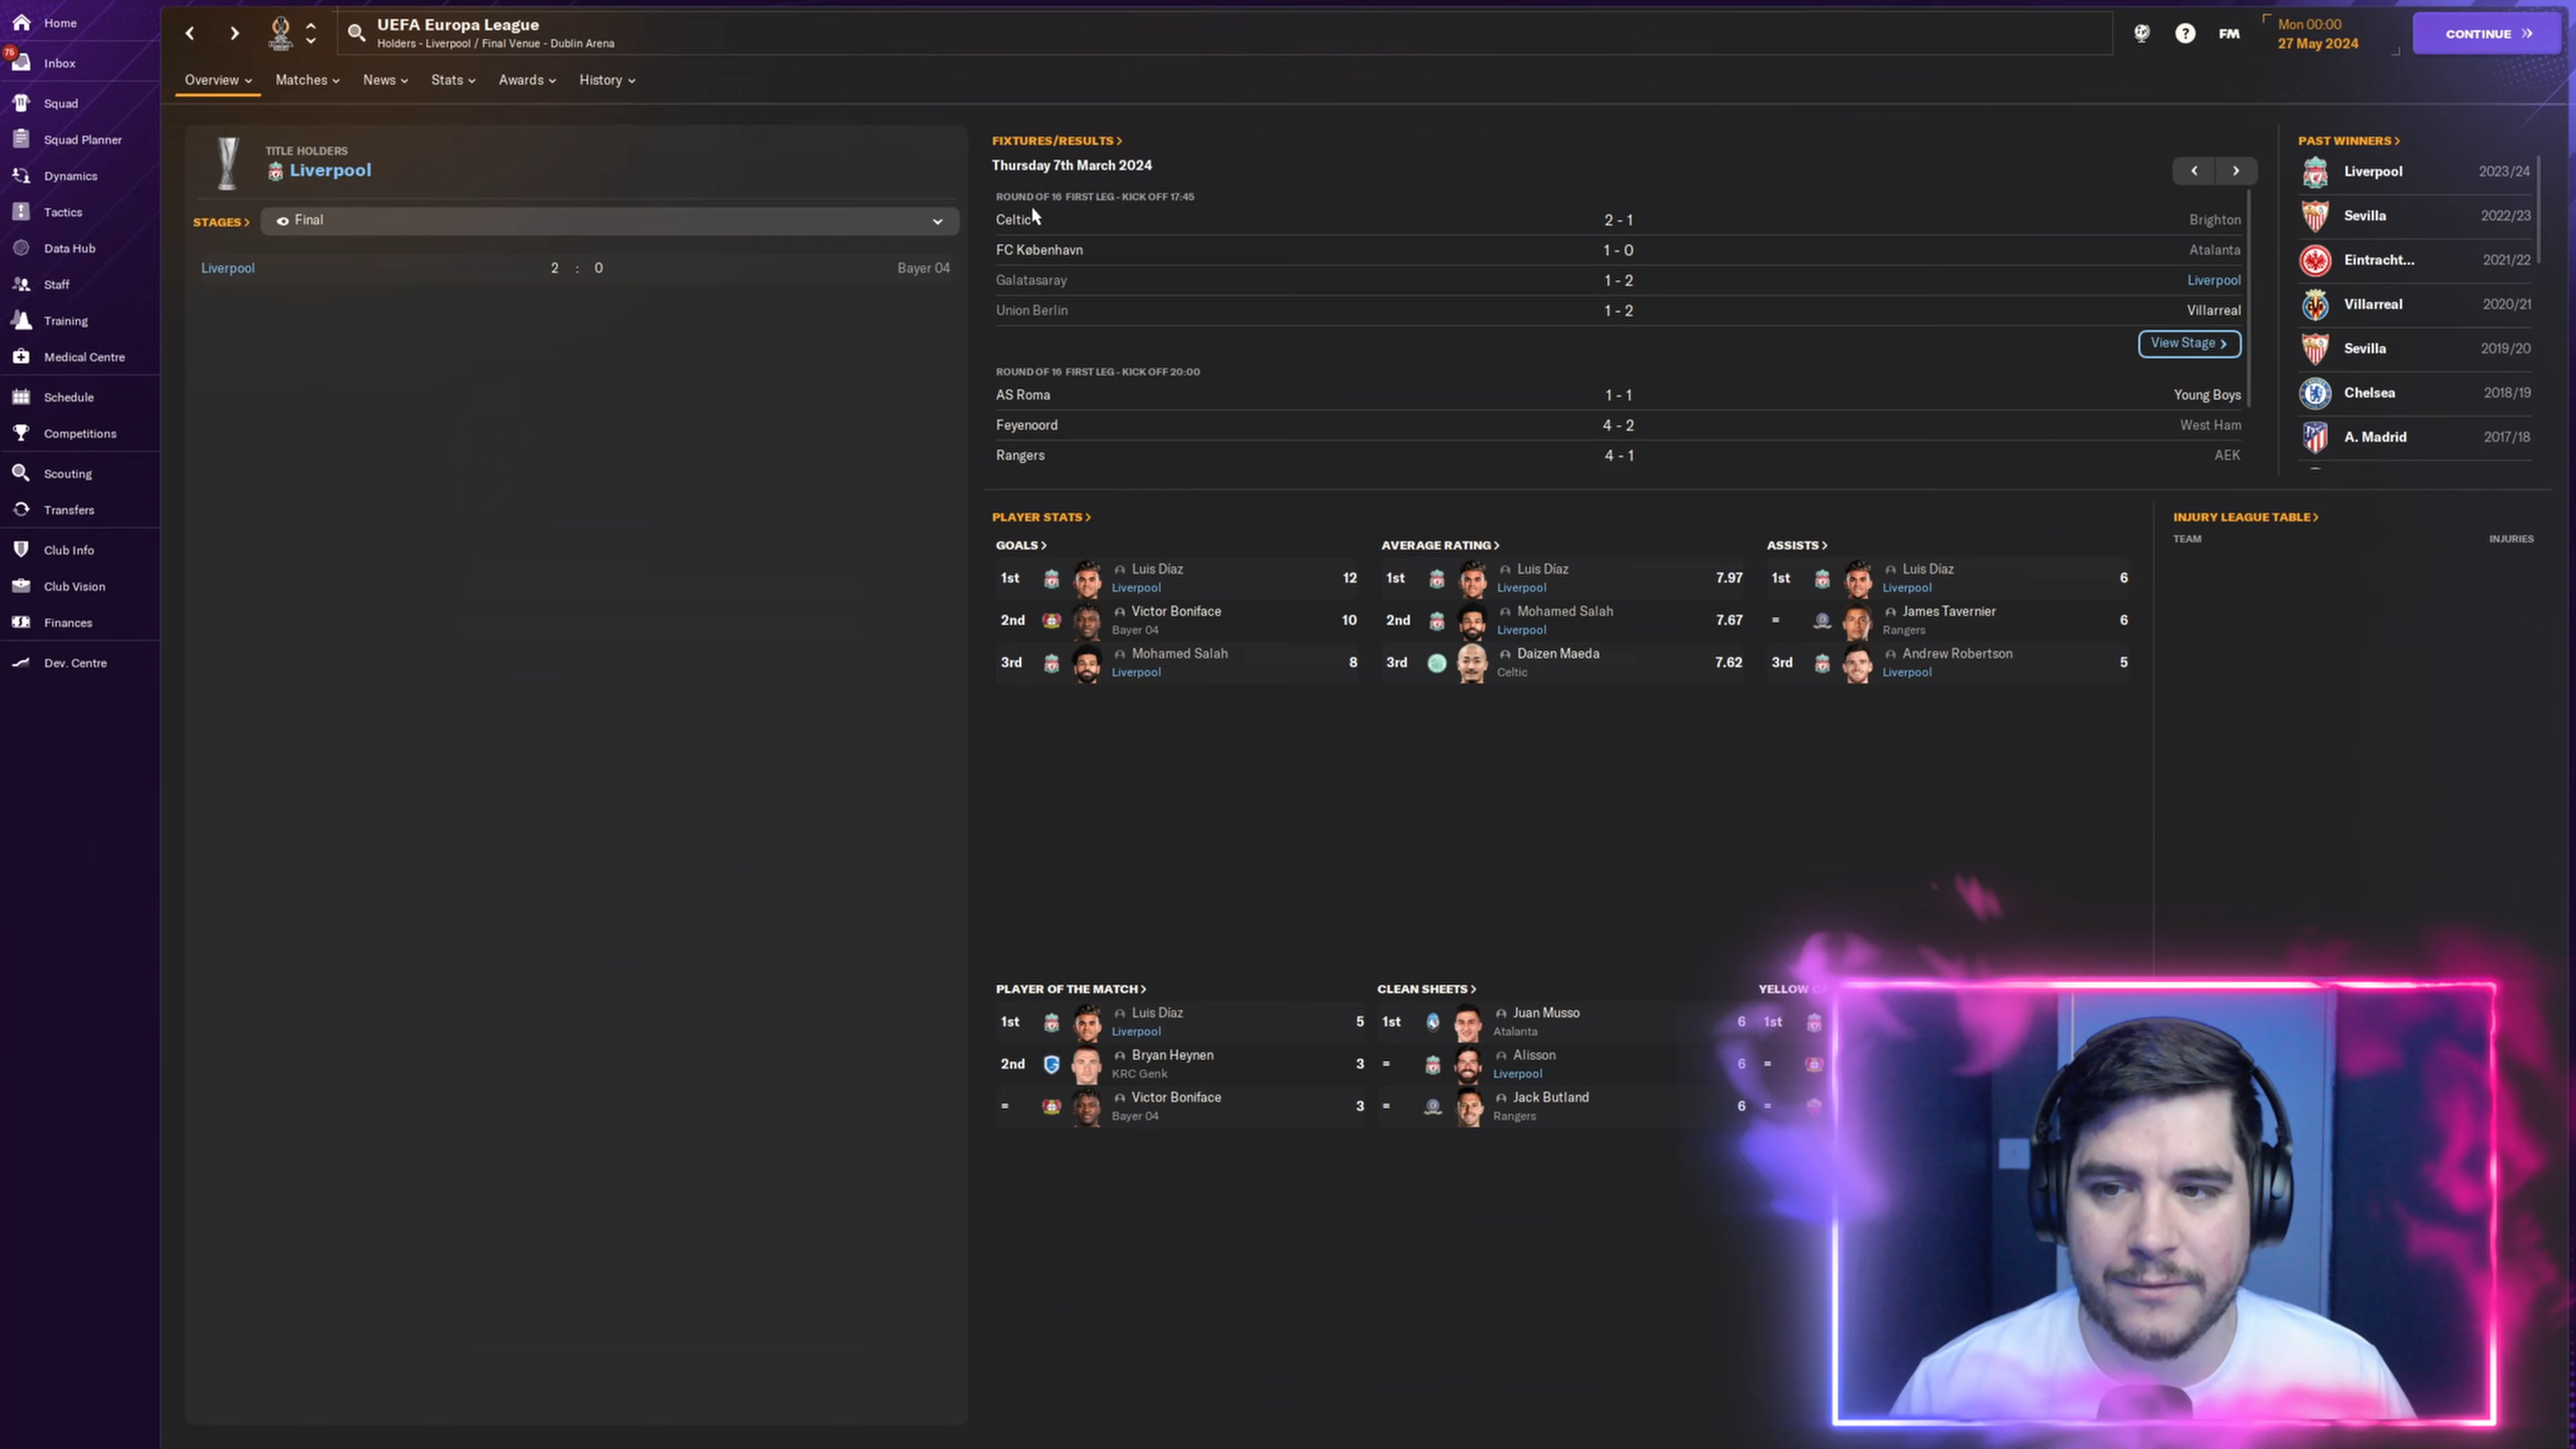 Home
75
Inbox
Squad
Squad Planner
Dynamics
Tactics
Data Hub
Staff
Training
Medical Centre
Schedule
Competitions
Scouting
Transfers
Club Info
Club Vision
Finances
Dev. Centre
UEFA Europa League
Holders - Liverpool / Final Venue - Dublin Arena
? FM
Mon 00:00
27 May 2024
CONTINUE
Overview Matches News Stats Awards History
TITLE HOLDERS
Liverpool
STAGES > Final
Liverpool 2 : 0 Bayer 04
FIXTURES/RESULTS >
Thursday 7th March 2024
ROUND OF 16 FIRST LEG - KICK OFF 17:45
Celtic 2 - 1 Brighton
FC København 1 - 0 Atalanta
Galatasaray 1 - 2 Liverpool
Union Berlin 1 - 2 Villarreal
View Stage >
ROUND OF 16 FIRST LEG - KICK OFF 20:00
AS Roma 1 - 1 Young Boys
Feyenoord 4 - 2 West Ham
Rangers 4 - 1 AEK
PAST WINNERS >
Liverpool 2023/24
Sevilla 2022/23
Eintracht... 2021/22
Villarreal 2020/21
Sevilla 2019/20
Chelsea 2018/19
A. Madrid 2017/18
PLAYER STATS >
GOALS >
1st Luis Díaz 12
Liverpool
2nd Victor Boniface 10
Bayer 04
3rd Mohamed Salah 8
Liverpool
AVERAGE RATING >
1st Luis Díaz 7.97
Liverpool
2nd Mohamed Salah 7.67
Liverpool
3rd Daizen Maeda 7.62
Celtic
ASSISTS >
1st Luis Díaz 6
Liverpool
= James Tavernier 6
Rangers
3rd Andrew Robertson 5
Liverpool
INJURY LEAGUE TABLE >
TEAM INJURIES
PLAYER OF THE MATCH >
1st Luis Díaz 5
Liverpool
2nd Bryan Heynen 3
KRC Genk
= Victor Boniface 3
Bayer 04
CLEAN SHEETS >
1st Juan Musso 6
Atalanta
= Alisson 6
Liverpool
= Jack Butland 6
Rangers
YELLOW
1st
=
=